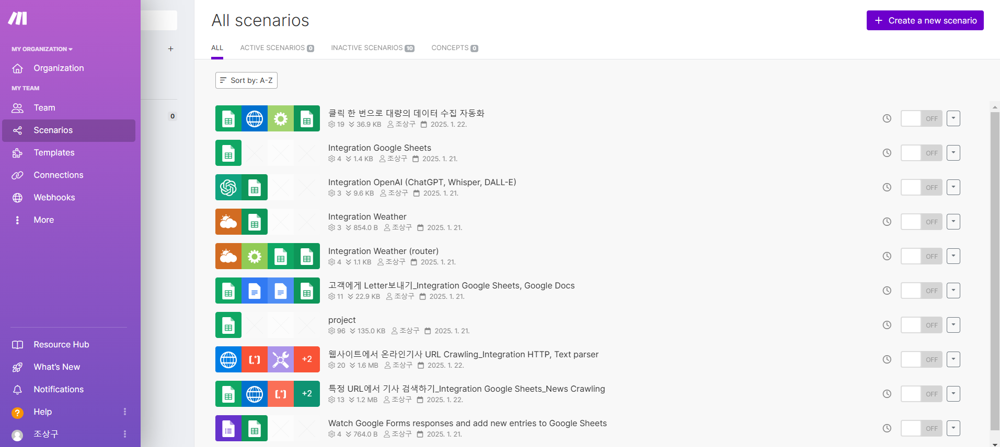 MY ORGANIZATION
Organization
MY TEAM
Team
Scenarios
Templates
Connections
Webhooks
More
Resource Hub
What's New
Notifications
? Help
조상구
+
0
All scenarios
+ Create a new scenario
ALL ACTIVE SCENARIOS 0 INACTIVE SCENARIOS 10 CONCEPTS 0
Sort by: A-Z
클릭 한 번으로 대량의 데이터 수집 자동화
19 36.9 KB 조상구 2025. 1. 22.
OFF
Integration Google Sheets
4 1.4 KB 조상구 2025. 1. 21.
OFF
Integration OpenAI (ChatGPT, Whisper, DALL-E)
3 9.6 KB 조상구 2025. 1. 21.
OFF
Integration Weather
3 854.0 B 조상구 2025. 1. 21.
OFF
Integration Weather (router)
4 1.1 KB 조상구 2025. 1. 21.
OFF
고객에게 Letter보내기_Integration Google Sheets, Google Docs
11 22.9 KB 조상구 2025. 1. 21.
OFF
project
96 135.0 KB 조상구 2025. 1. 21.
OFF
[*] +2
웹사이트에서 온라인기사 URL Crawling_Integration HTTP, Text parser
20 1.6 MB 조상구 2025. 1. 22.
OFF
[*] +2
특정 URL에서 기사 검색하기_Integration Google Sheets_News Crawling
13 1.2 MB 조상구 2025. 1. 22.
OFF
Watch Google Forms responses and add new entries to Google Sheets
4 764.0 B 조상구 2025. 1. 21.
OFF